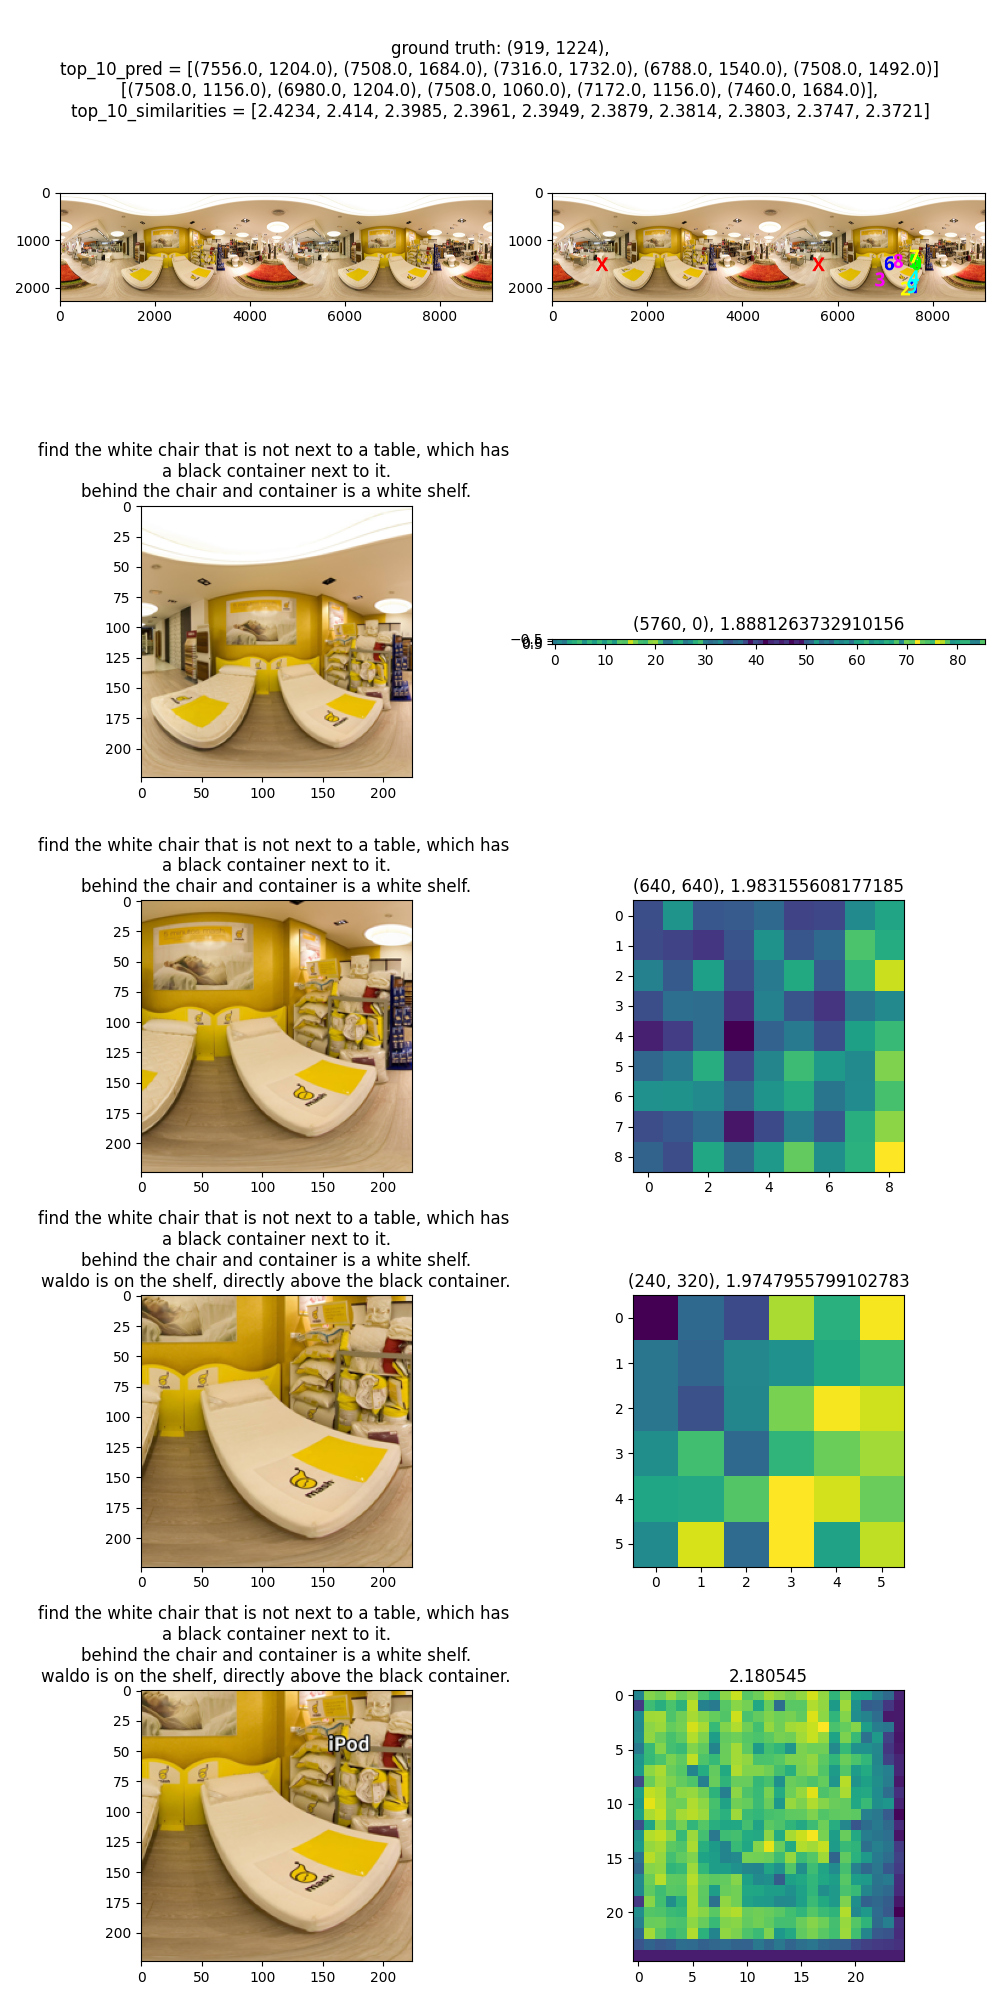 ground truth: (919, 1224),
top_10_pred = [(7556.0, 1204.0), (7508.0, 1684.0), (7316.0, 1732.0), (6788.0, 1540.0), (7508.0, 1492.0)]
[(7508.0, 1156.0), (6980.0, 1204.0), (7508.0, 1060.0), (7172.0, 1156.0), (7460.0, 1684.0)],
top_10_similarities = [2.4234, 2.414, 2.3985, 2.3961, 2.3949, 2.3879, 2.3814, 2.3803, 2.3747, 2.3721]
0
1000
2000
0 2000 4000 6000 8000
0
1000
2000
X X 6 8
0 2000 4000 6000 8000
find the white chair that is not next to a table, which has
a black container next to it.
behind the chair and container is a white shelf.
0
25
50
75
100
125
150
175
200
0 50 100 150 200
(5760, 0), 1.8881263732910156
0 10 20 30 40 50 60 70 80
find the white chair that is not next to a table, which has
a black container next to it.
behind the chair and container is a white shelf.
0
25
50
75
100
125
150
175
200
mash
0 50 100 150 200
(640, 640), 1.983155608177185
0
1
2
3
4
5
6
7
8
0 2 4 6 8
find the white chair that is not next to a table, which has
a black container next to it.
behind the chair and container is a white shelf.
waldo is on the shelf, directly above the black container.
0
25
50
75
100
125
150
175
200
mash
0 50 100 150 200
(240, 320), 1.9747955799102783
0
1
2
3
4
5
0 1 2 3 4 5
find the white chair that is not next to a table, which has
a black container next to it.
behind the chair and container is a white shelf.
waldo is on the shelf, directly above the black container.
0
25
50
75
100
125
150
175
200
iPod
mash
0 50 100 150 200
2.180545
0
5
10
15
20
0 5 10 15 20